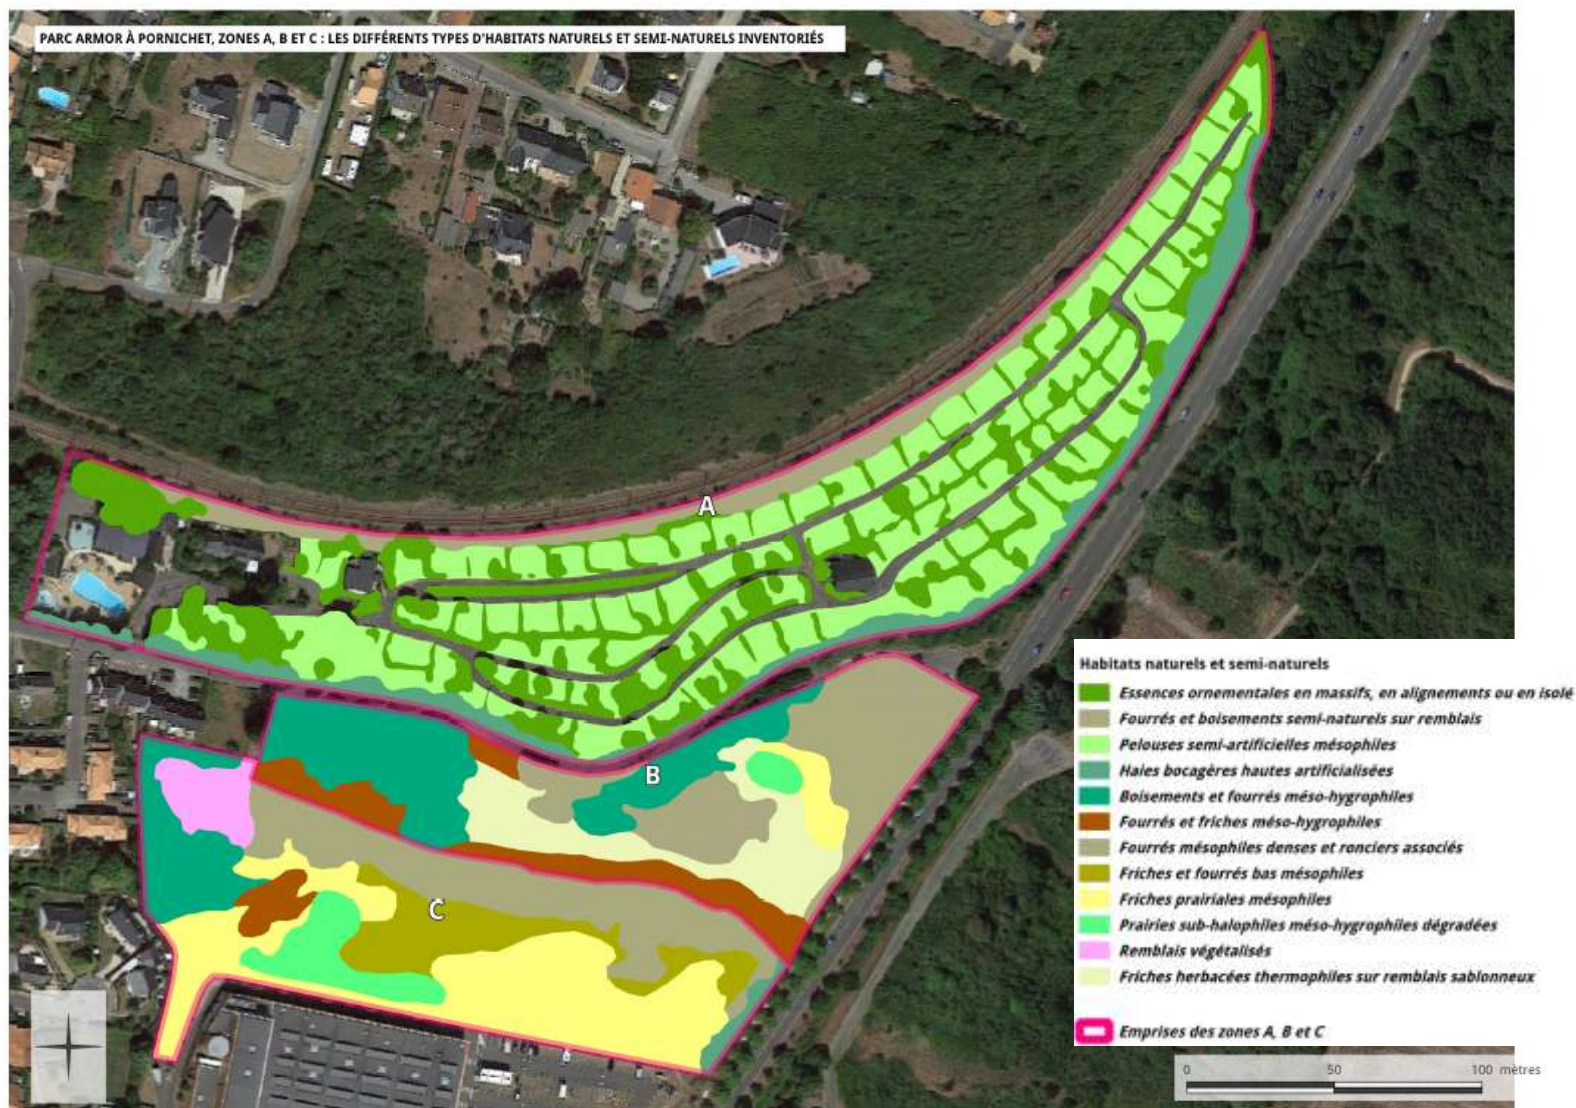 PARC ARMOR À PORNICHET, ZONES A, B ET C : LES DIFFÉRENTS TYPES D'HABITATS NATURELS ET SEMI-NATURELS INVENTORIÉS
A
B
C
Habitats naturels et semi-naturels
Essences ornementales en massifs, en alignements ou en isolé
Fourrés et boisements semi-naturels sur remblais
Pelouses semi-artificielles mésophiles
Haies bocagères hautes artificialisées
Boisements et fourrés méso-hygrophiles
Fourrés et friches méso-hygrophiles
Fourrés mésophiles denses et ronciers associés
Friches et fourrés bas mésophiles
Friches prairiales mésophiles
Prairies sub-halophiles méso-hygrophiles dégradées
Remblais végétalisés
Friches herbacées thermophiles sur remblais sablonneux
Emprises des zones A, B et C
0 50 100 mètres